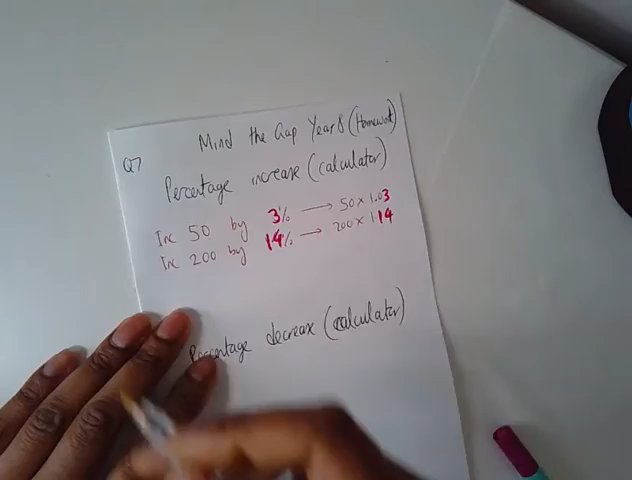 Mind the Gap Year 8 (Homework)
Q7
Percentage increase (calculator)
Inc 50 by 3% → 50 × 1.03
Inc 200 by 14% → 200 × 1.14
Percentage decrease (calculator)